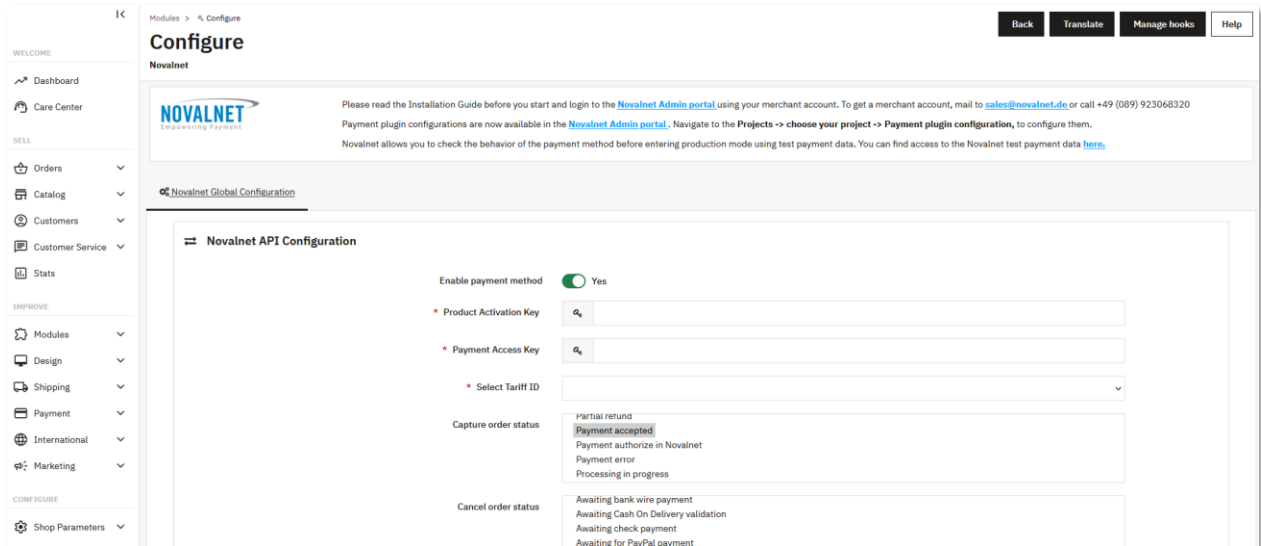 Modules > Configure
Configure
Novalnet
Back
Translate
Manage hooks
Help
WELCOME
Dashboard
Care Center
SELL
Orders
Catalog
Customers
Customer Service
Stats
IMPROVE
Modules
Design
Shipping
Payment
International
Marketing
CONFIGURE
Shop Parameters
NOVALNET
Empowering Payment
Please read the Installation Guide before you start and login to the Novalnet Admin portal using your merchant account. To get a merchant account, mail to sales@novalnet.de or call +49 (089) 923068320
Payment plugin configurations are now available in the Novalnet Admin portal . Navigate to the Projects -> choose your project -> Payment plugin configuration, to configure them.
Novalnet allows you to check the behavior of the payment method before entering production mode using test payment data. You can find access to the Novalnet test payment data here.
Novalnet Global Configuration
Novalnet API Configuration
Enable payment method Yes
* Product Activation Key
* Payment Access Key
* Select Tariff ID
Capture order status
Partial refund
Payment accepted
Payment authorize in Novalnet
Payment error
Processing in progress
Cancel order status
Awaiting bank wire payment
Awaiting Cash On Delivery validation
Awaiting check payment
Awaiting for PayPal payment